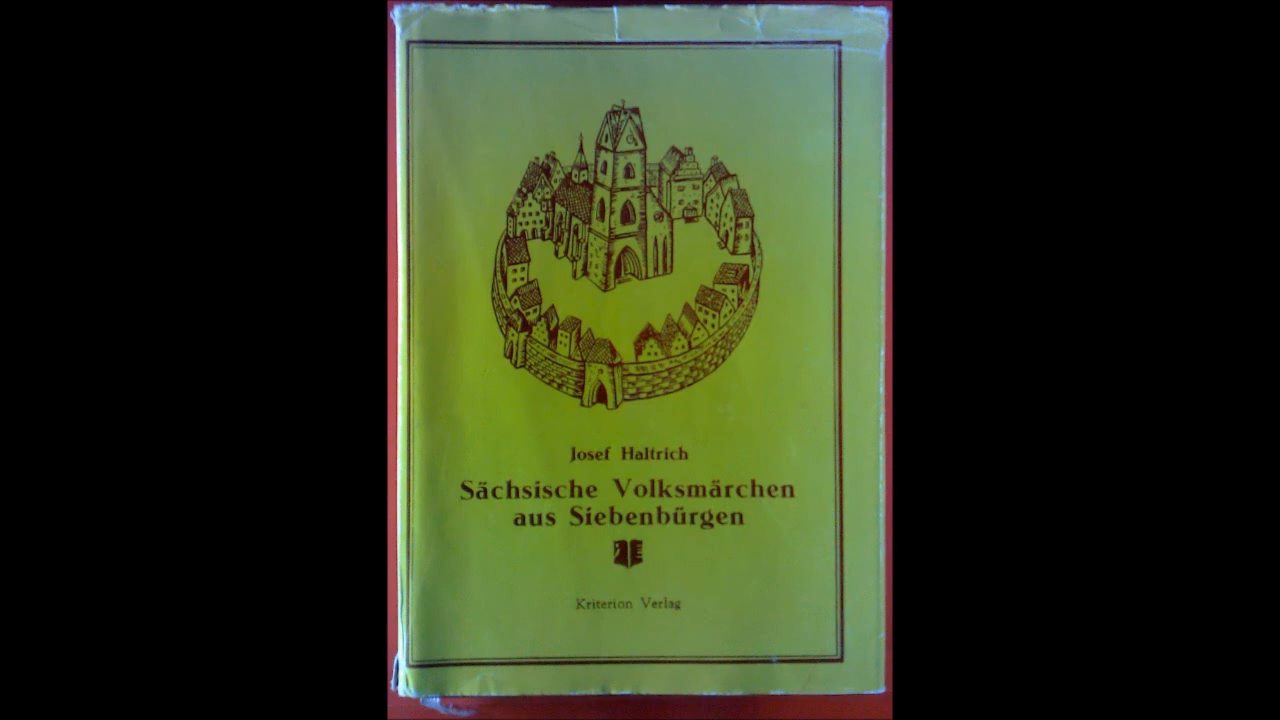 Josef Haltrich
Sächsische Volksmärchen
aus Siebenbürgen
Kriterion Verlag